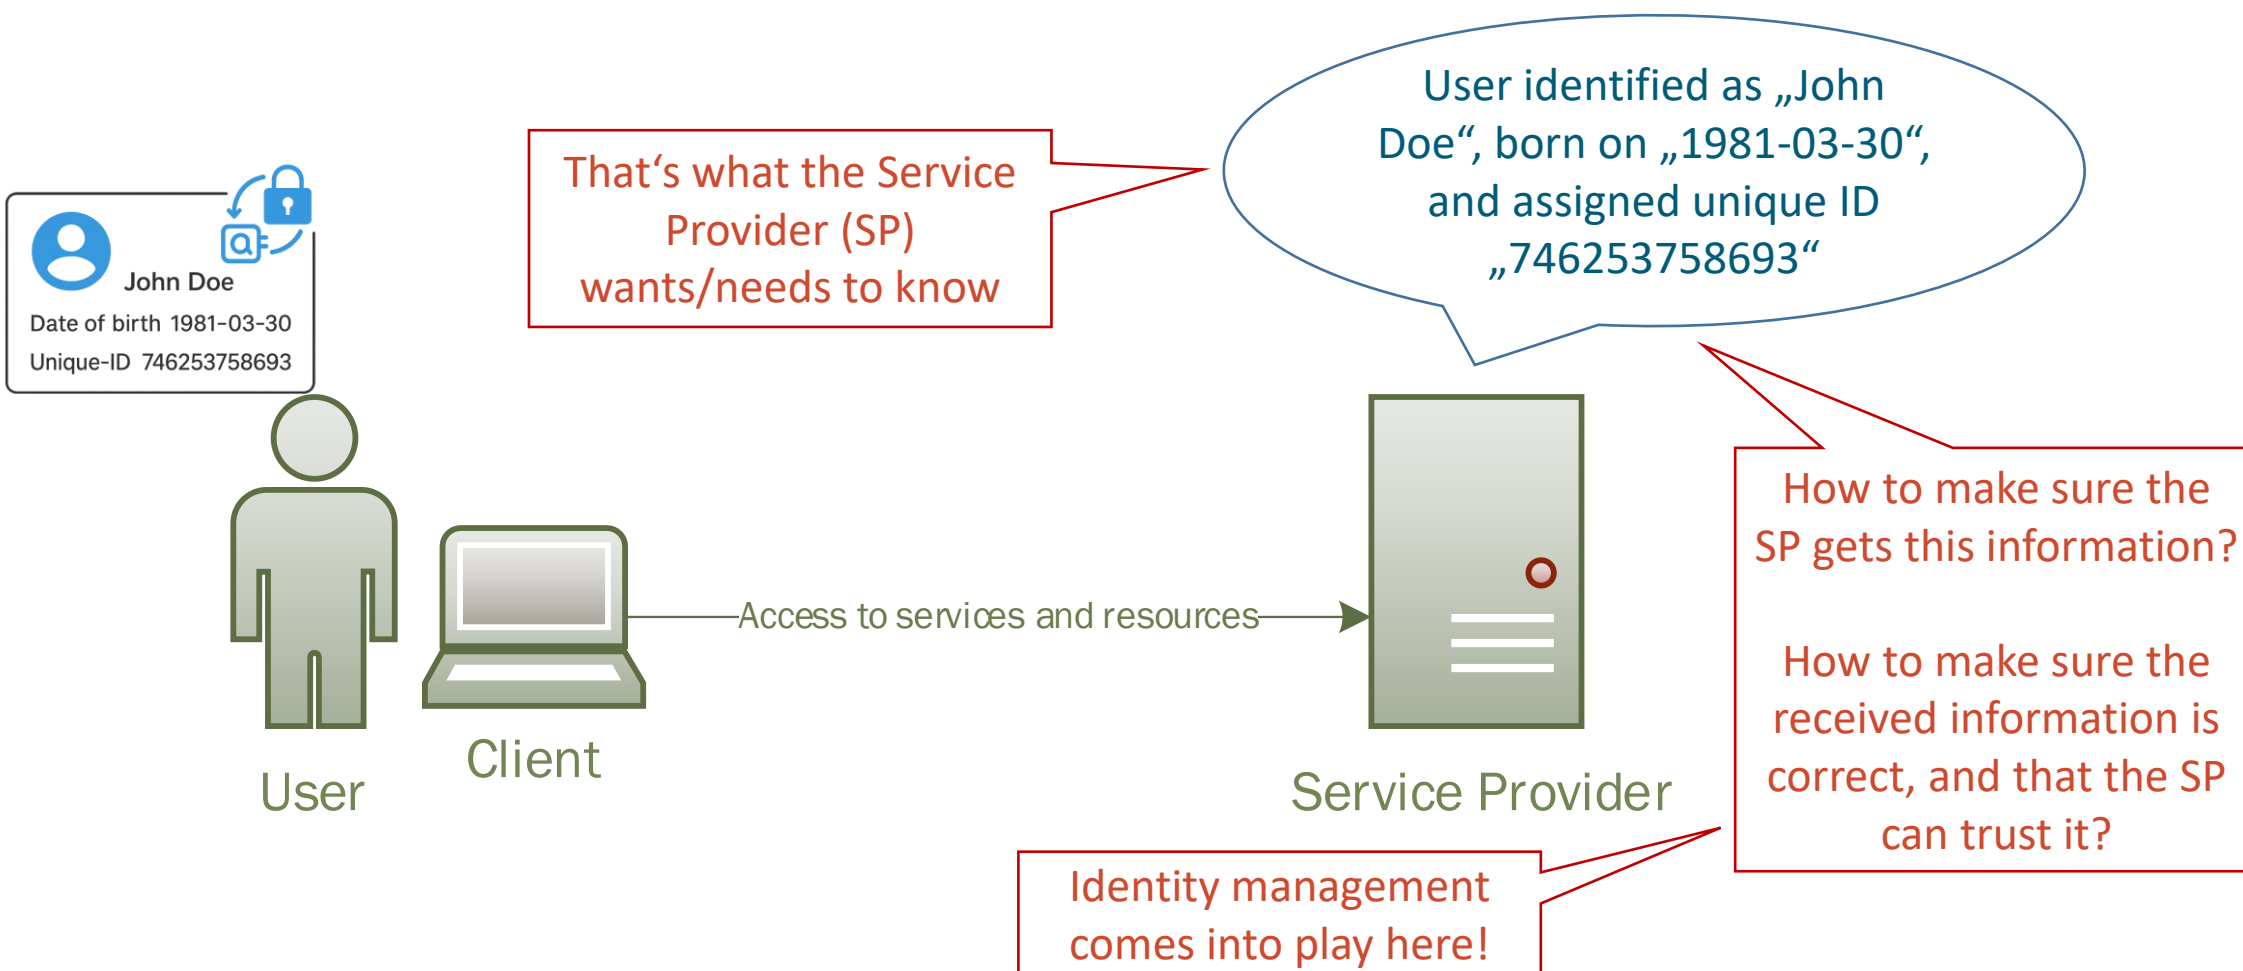 User identified as „John
Doe“, born on „1981-03-30“,
and assigned unique ID
„746253758693“
That‘s what the Service
Provider (SP)
wants/needs to know
John Doe
Date of birth 1981-03-30
Unique-ID 746253758693
How to make sure the
SP gets this information?
How to make sure the
received information is
correct, and that the SP
can trust it?
Access to services and resources
Client
User
Service Provider
Identity management
comes into play here!